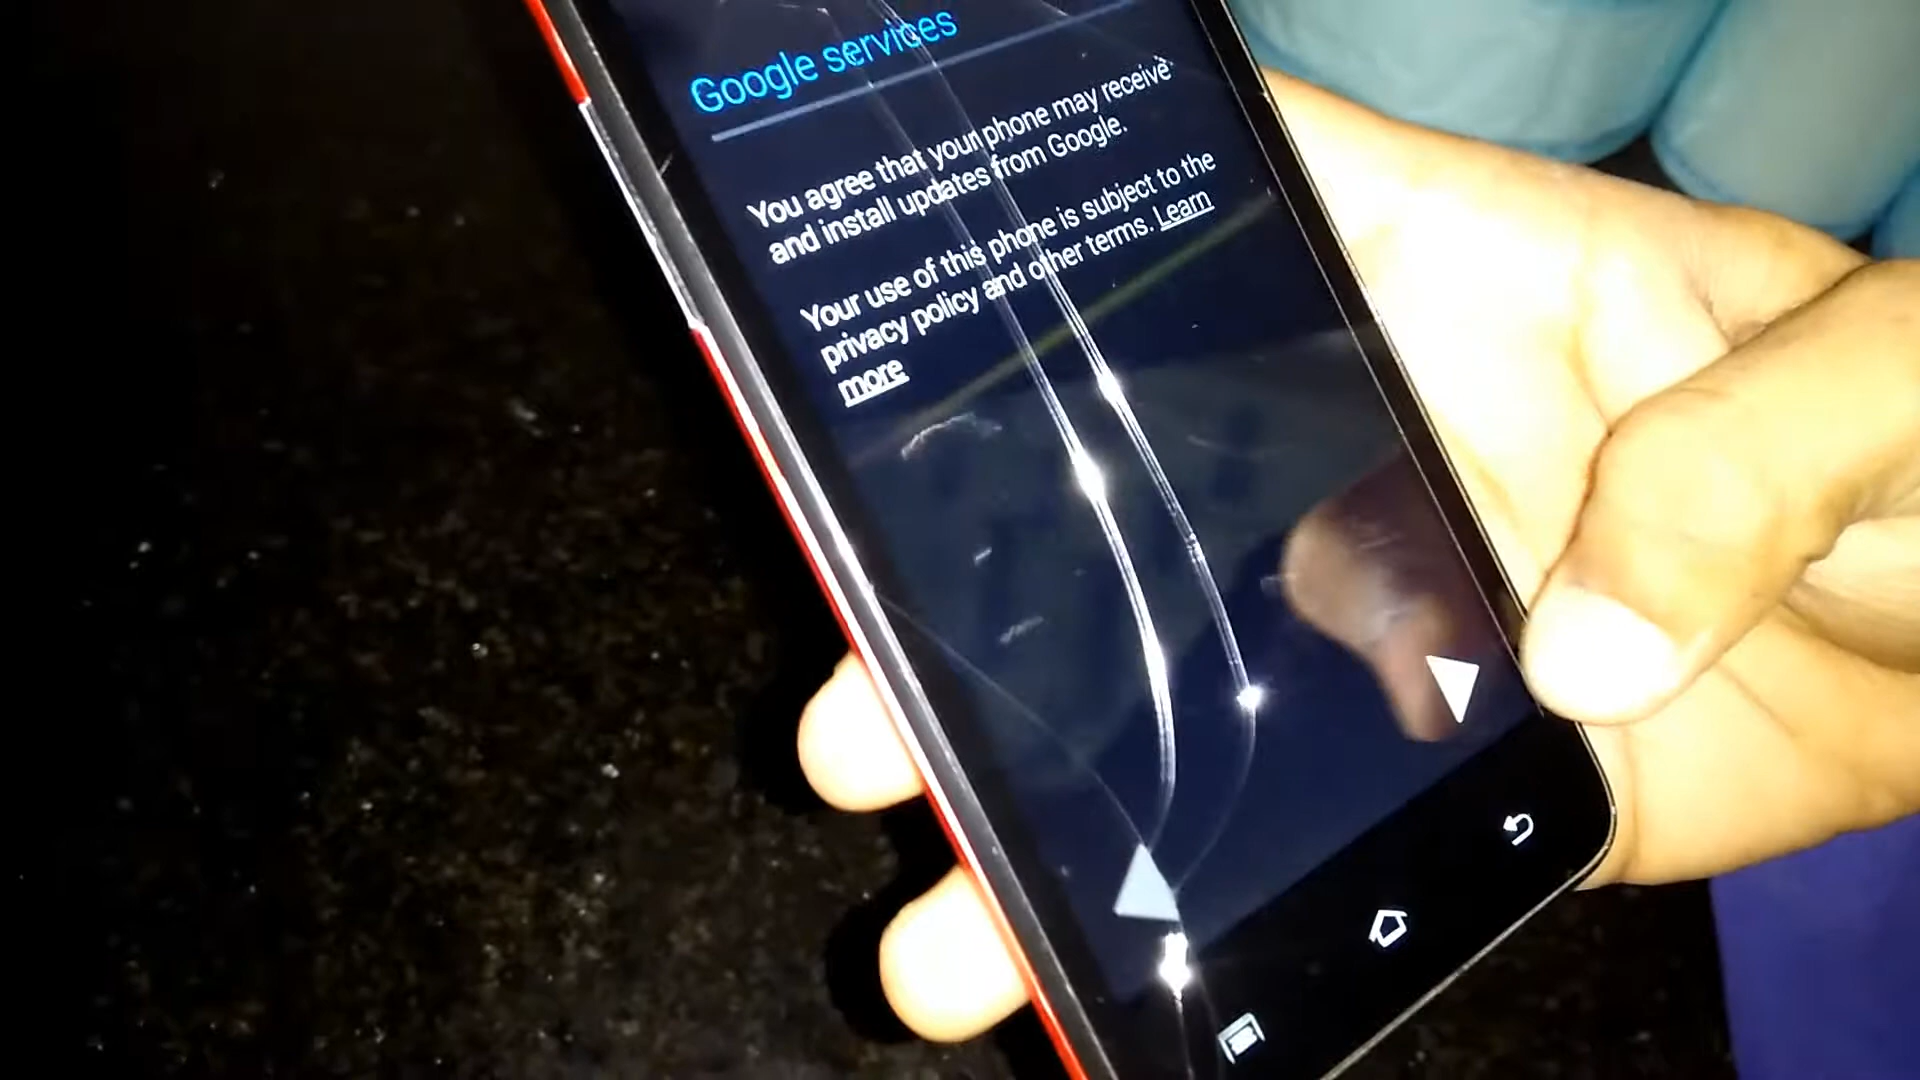 Google services
You agree that your phone may receive
and install updates from Google.
Your use of this phone is subject to the
privacy policy and other terms. Learn
more